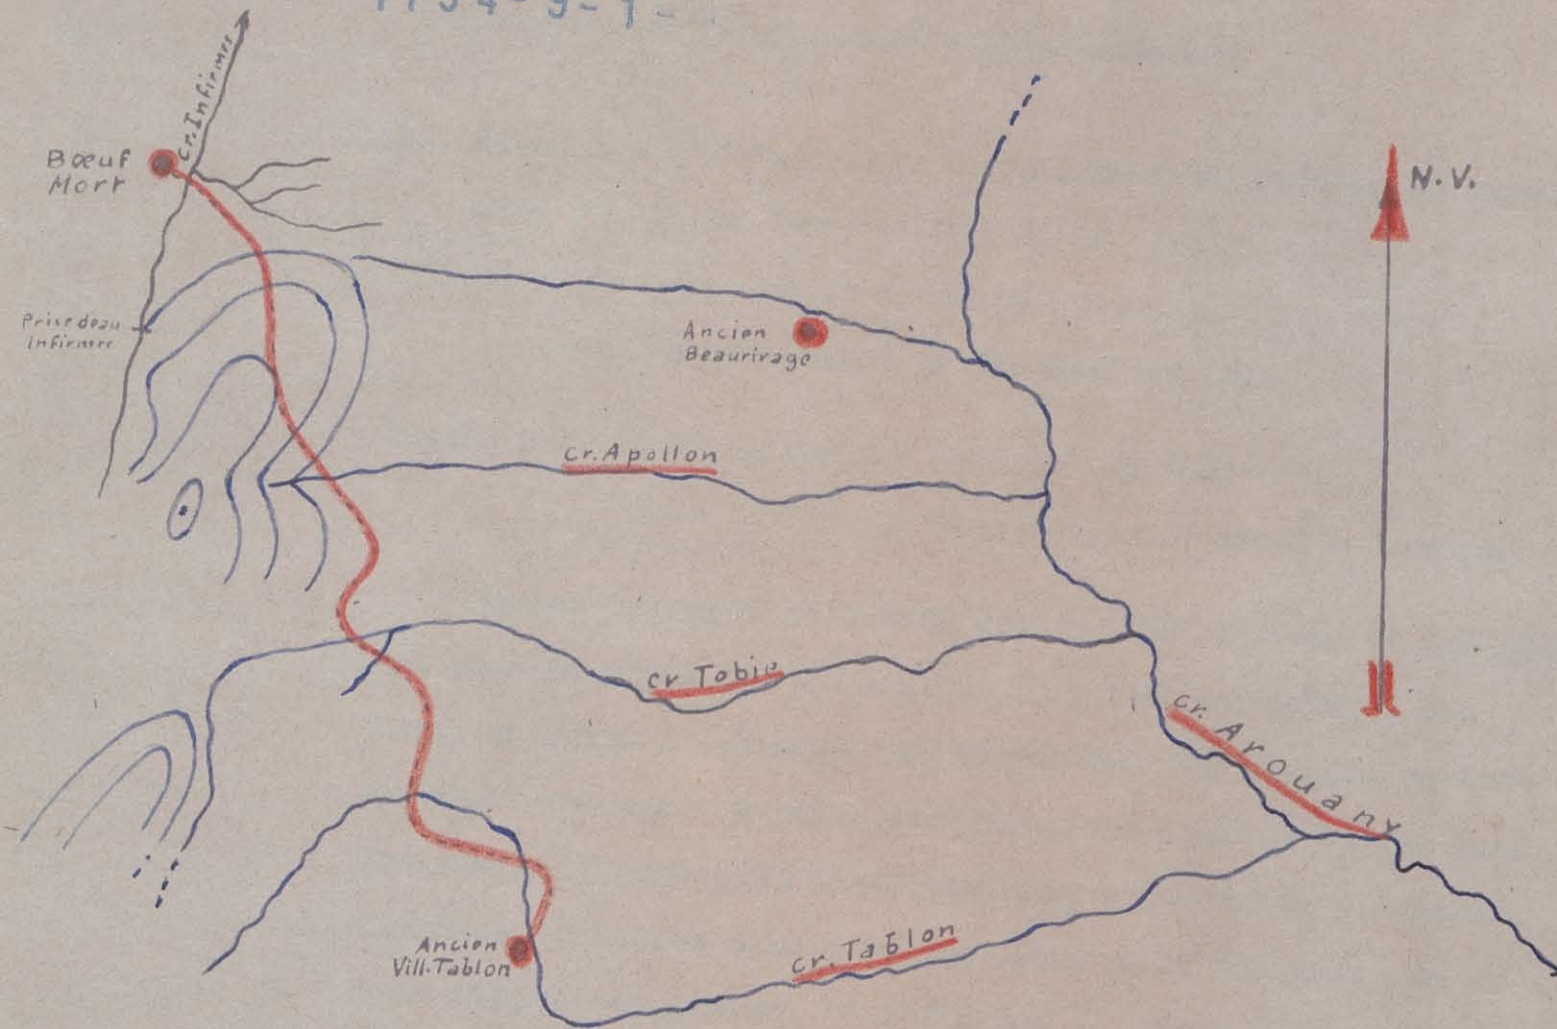 cr. Infirmes
Bœuf
Mort
N. V.
Prise deau
Infirmes
Ancien
Beaurivage
cr. Apollon
cr Tobie
cr. Arouany
Ancien
Vill. Tablon
cr. Tablon